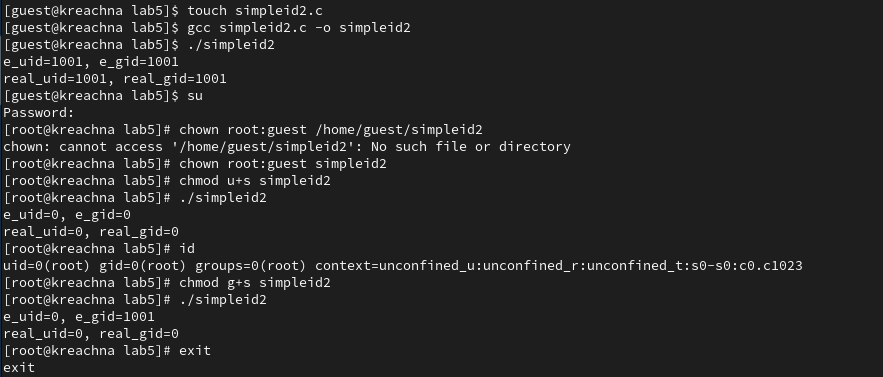 [guest@kreachna lab5]$ touch simpleid2.c
[guest@kreachna lab5]$ gcc simpleid2.c -o simpleid2
[guest@kreachna lab5]$ ./simpleid2
e_uid=1001, e_gid=1001
real_uid=1001, real_gid=1001
[guest@kreachna lab5]$ su
Password:
[root@kreachna lab5]# chown root:guest /home/guest/simpleid2
chown: cannot access '/home/guest/simpleid2': No such file or directory
[root@kreachna lab5]# chown root:guest simpleid2
[root@kreachna lab5]# chmod u+s simpleid2
[root@kreachna lab5]# ./simpleid2
e_uid=0, e_gid=0
real_uid=0, real_gid=0
[root@kreachna lab5]# id
uid=0(root) gid=0(root) groups=0(root) context=unconfined_u:unconfined_r:unconfined_t:s0-s0:c0.c1023
[root@kreachna lab5]# chmod g+s simpleid2
[root@kreachna lab5]# ./simpleid2
e_uid=0, e_gid=1001
real_uid=0, real_gid=0
[root@kreachna lab5]# exit
exit